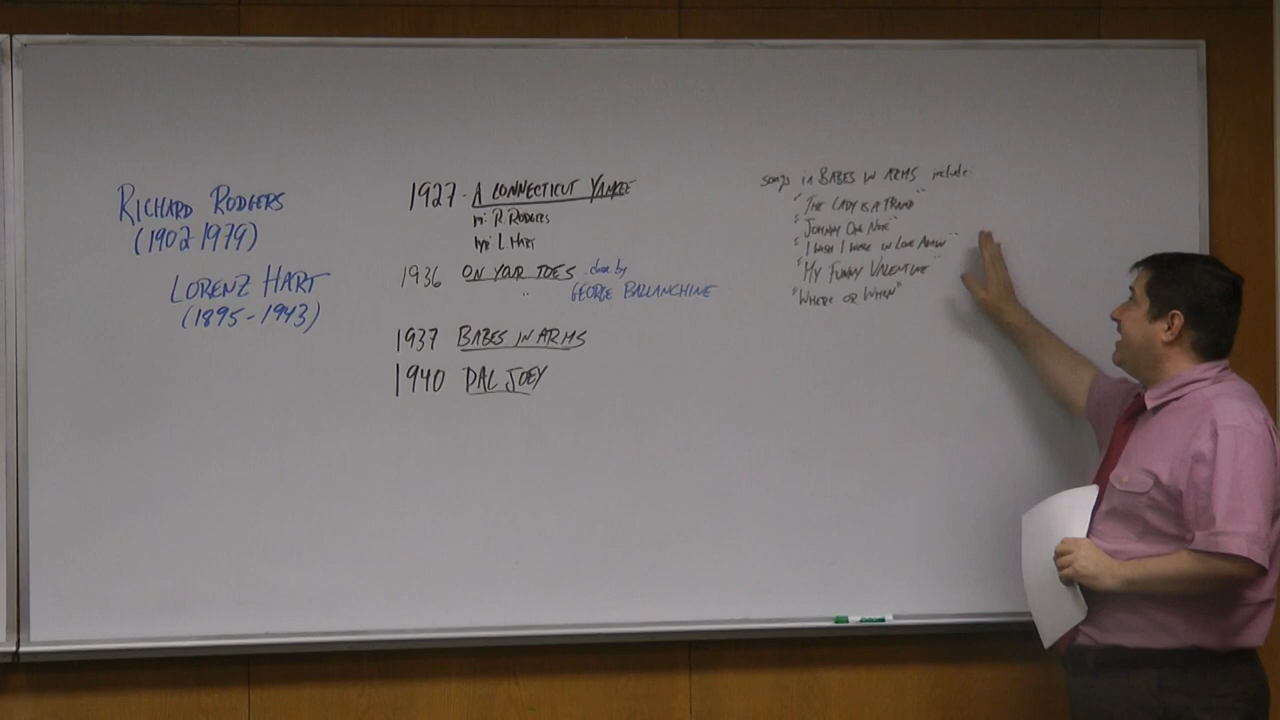 RICHARD RODGERS
(1902-1979)
LORENZ HART
(1895-1943)
1927- A CONNECTICUT YANKEE
m: R. RODGERS
lyr: L. HART
1936 ON YOUR TOES . chor. by
" GEORGE BALLANCHINE
1937 BABES IN ARMS
1940 PAL JOEY
songs in BABES IN ARMS include:
"THE LADY IS A TRAMP"
"JOHNNY ONE NOTE"
"I WISH I WERE IN LOVE AGAIN"
"MY FUNNY VALENTINE"
"WHERE OR WHEN"